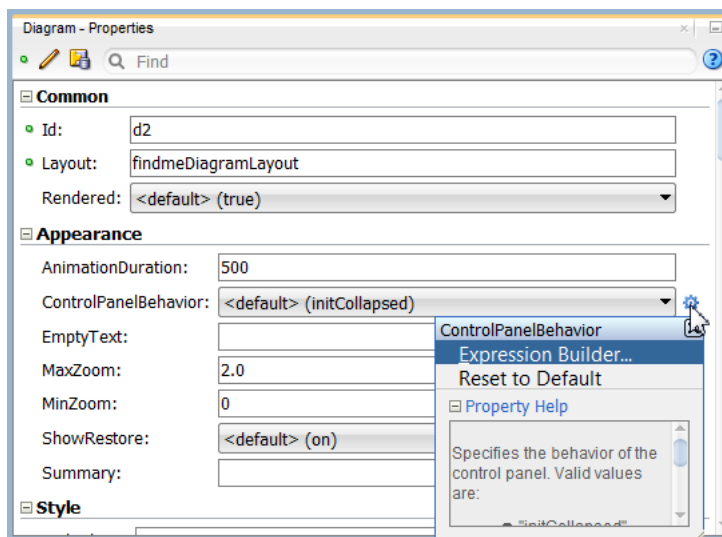 Diagram - Properties
Find
Common
Id: d2
Layout: findmeDiagramLayout
Rendered: <default> (true)
Appearance
AnimationDuration: 500
ControlPanelBehavior: <default> (initCollapsed)
EmptyText:
ControlPanelBehavior
Expression Builder...
MaxZoom: 2.0
Reset to Default
MinZoom: 0
Property Help
ShowRestore: <default> (on)
Specifies the behavior of the
control panel. Valid values
are:
Summary:
Style
"initCollapsed"